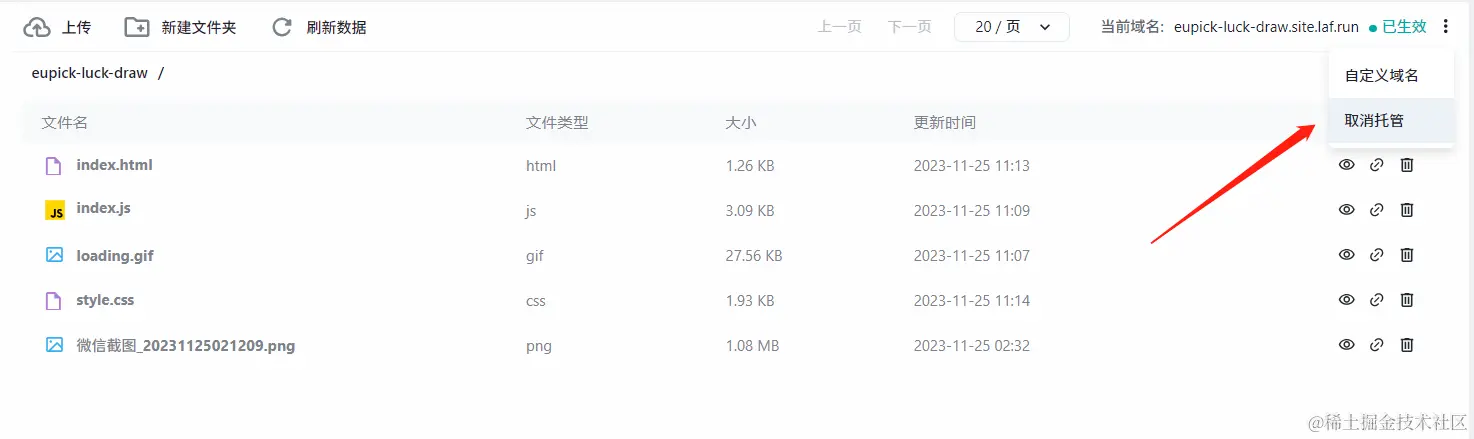 上传 新建文件夹 刷新数据 上一页 下一页 20 / 页 当前域名: eupick-luck-draw.site.laf.run 已生效
eupick-luck-draw /
自定义域名
取消托管
文件名 文件类型 大小 更新时间
index.html html 1.26 KB 2023-11-25 11:13
JS index.js js 3.09 KB 2023-11-25 11:09
loading.gif gif 27.56 KB 2023-11-25 11:07
style.css css 1.93 KB 2023-11-25 11:14
微信截图_20231125021209.png png 1.08 MB 2023-11-25 02:32
@稀土掘金技术社区